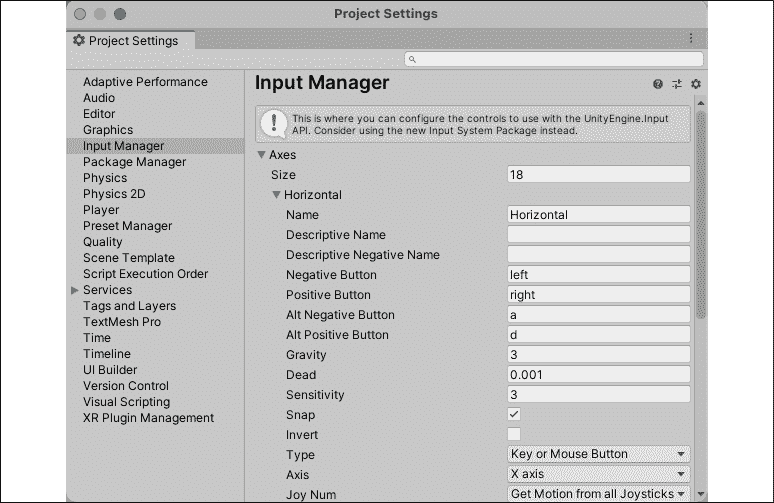 Project Settings
Project Settings
Adaptive Performance
Audio
Editor
Graphics
Input Manager
Package Manager
Physics
Physics 2D
Player
Preset Manager
Quality
Scene Template
Script Execution Order
Services
Tags and Layers
TextMesh Pro
Time
Timeline
UI Builder
Version Control
Visual Scripting
XR Plugin Management
Input Manager
This is where you can configure the controls to use with the UnityEngine.Input
API. Consider using the new Input System Package instead.
Axes
Size 18
Horizontal
Name Horizontal
Descriptive Name
Descriptive Negative Name
Negative Button left
Positive Button right
Alt Negative Button a
Alt Positive Button d
Gravity 3
Dead 0.001
Sensitivity 3
Snap
Invert
Type Key or Mouse Button
Axis X axis
Joy Num Get Motion from all Joysticks